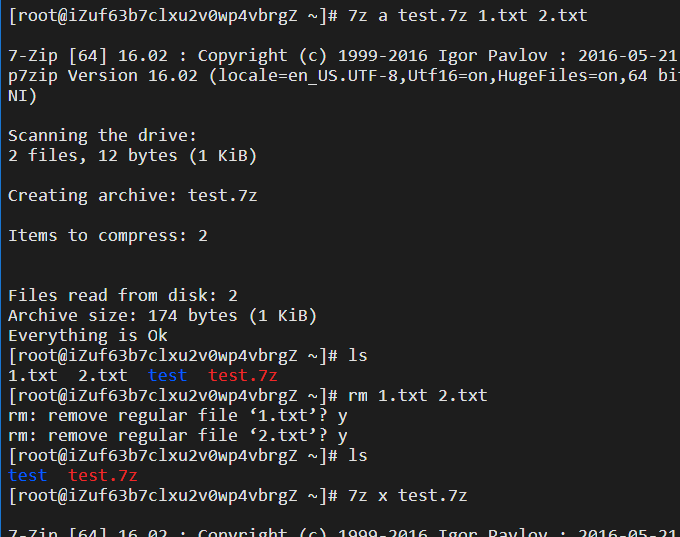 [root@iZuf63b7clxu2v0wp4vbrgZ ~]# 7z a test.7z 1.txt 2.txt
7-Zip [64] 16.02 : Copyright (c) 1999-2016 Igor Pavlov : 2016-05-21
p7zip Version 16.02 (locale=en_US.UTF-8,Utf16=on,HugeFiles=on,64 bit
NI)
Scanning the drive:
2 files, 12 bytes (1 KiB)
Creating archive: test.7z
Items to compress: 2
Files read from disk: 2
Archive size: 174 bytes (1 KiB)
Everything is Ok
[root@iZuf63b7clxu2v0wp4vbrgZ ~]# ls
1.txt  2.txt  test  test.7z
[root@iZuf63b7clxu2v0wp4vbrgZ ~]# rm 1.txt 2.txt
rm: remove regular file ‘1.txt’? y
rm: remove regular file ‘2.txt’? y
[root@iZuf63b7clxu2v0wp4vbrgZ ~]# ls
test  test.7z
[root@iZuf63b7clxu2v0wp4vbrgZ ~]# 7z x test.7z
7-Zip [64] 16.02 : Copyright (c) 1999-2016 Igor Pavlov : 2016-05-21